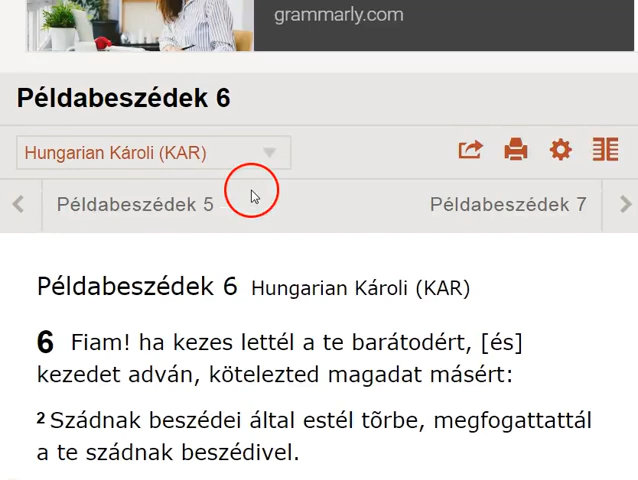 grammarly.com
Példabeszédek 6
Hungarian Károli (KAR)
Példabeszédek 5
Példabeszédek 7
Példabeszédek 6 Hungarian Károli (KAR)
6 Fiam! ha kezes lettél a te barátodért, [és]
kezedet adván, kötelezted magadat másért:
2 Szádnak beszédei által estél tõrbe, megfogattattál
a te szádnak beszédivel.